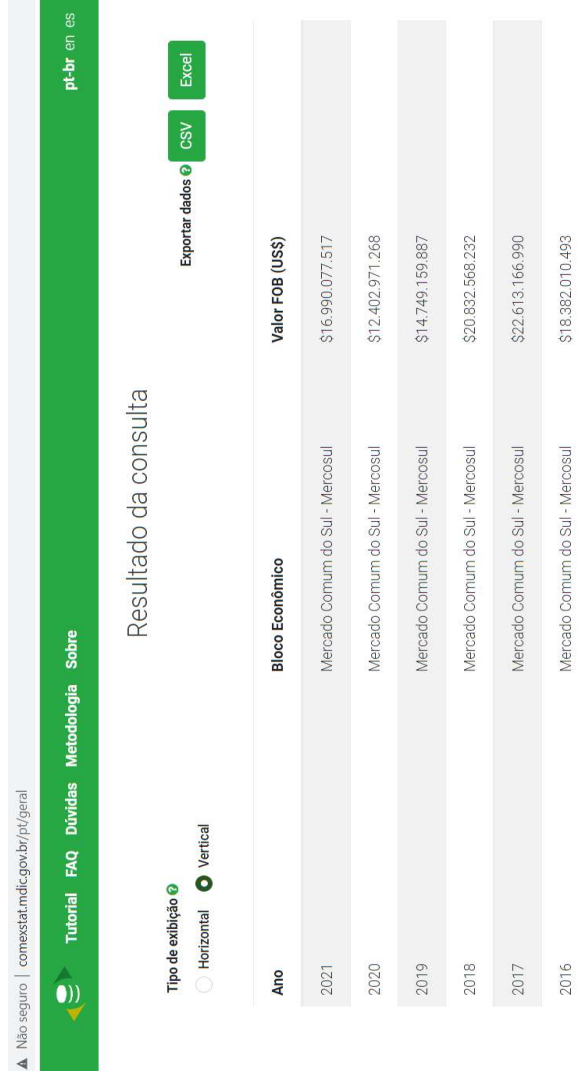 Não seguro | comexstat.mdic.gov.br/pt/geral
Tutorial FAQ Dúvidas Metodologia Sobre pt-br en es
Resultado da consulta
Tipo de exibição ?
Horizontal Vertical
Exportar dados ? CSV Excel
Ano Bloco Econômico Valor FOB (US$)
2021 Mercado Comum do Sul - Mercosul $16.990.077.517
2020 Mercado Comum do Sul - Mercosul $12.402.971.268
2019 Mercado Comum do Sul - Mercosul $14.749.159.887
2018 Mercado Comum do Sul - Mercosul $20.832.568.232
2017 Mercado Comum do Sul - Mercosul $22.613.166.990
2016 Mercado Comum do Sul - Mercosul $18.382.010.493